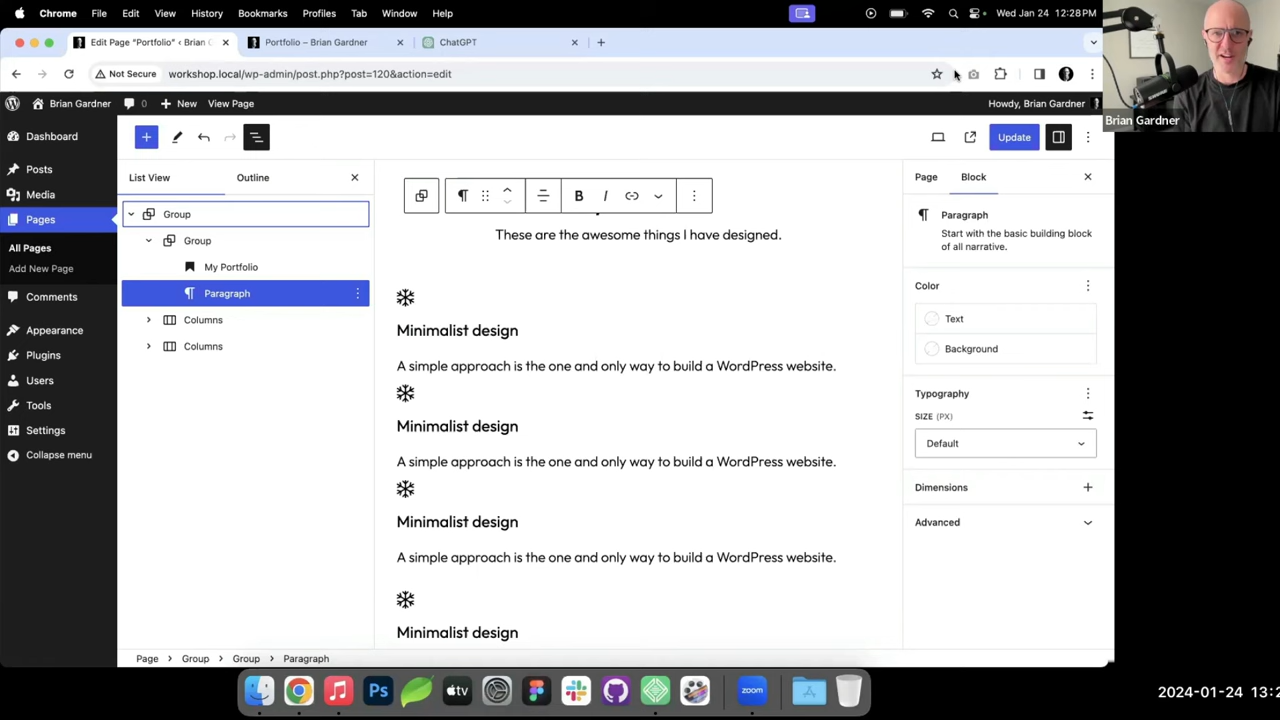 Chrome File Edit View History Bookmarks Profiles Tab Window Help Wed Jan 24 12:28 PM
Edit Page "Portfolio" ‹ Brian G Portfolio – Brian Gardner ChatGPT
Not Secure workshop.local/wp-admin/post.php?post=120&action=edit
Brian Gardner 0 New View Page Howdy, Brian Gardner
Brian Gardner
Dashboard
Posts
Media
Pages
All Pages
Add New Page
Comments
Appearance
Plugins
Users
Tools
Settings
Collapse menu
Update
List View Outline
Group
Group
My Portfolio
Paragraph
Columns
Columns
B I
These are the awesome things I have designed.
Minimalist design
A simple approach is the one and only way to build a WordPress website.
Minimalist design
A simple approach is the one and only way to build a WordPress website.
Minimalist design
A simple approach is the one and only way to build a WordPress website.
Minimalist design
Page Block
Paragraph
Start with the basic building block
of all narrative.
Color
Text
Background
Typography
SIZE (PX)
Default
Dimensions
Advanced
Page Group Group Paragraph
Ps tv zoom
2024-01-24 13:2